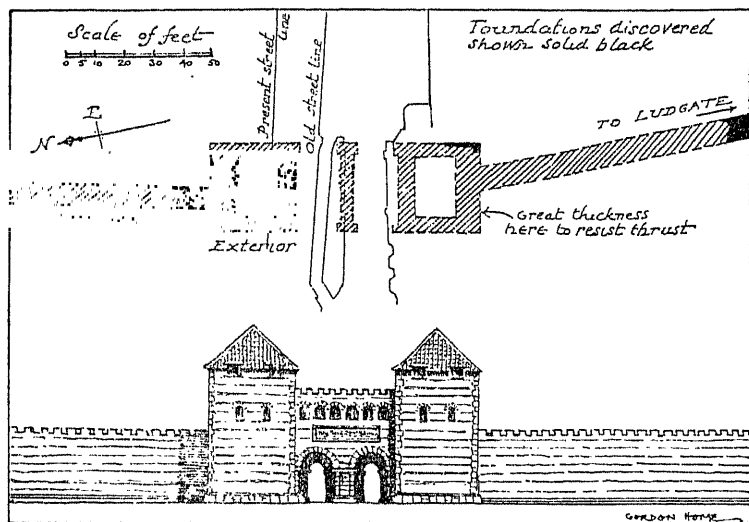 Scale of feet
0 5 10 20 30 40 50
Foundations discovered
shown solid black
Present street
line
Old street line
N
E
TO LUDGATE
Exterior
Great thickness
here to resist thrust
GORDON HOME